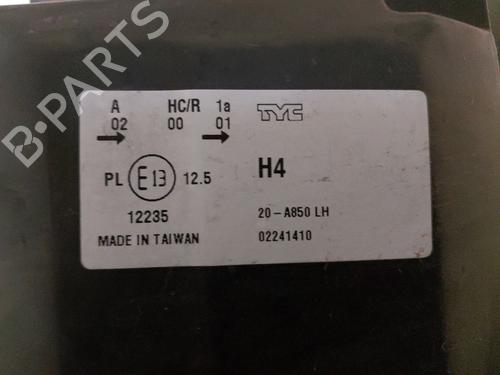 A HC/R 1a TYC
02 00 01
PL E13 12.5 H4
12235 20-A850 LH
MADE IN TAIWAN 02241410
B-PARTS